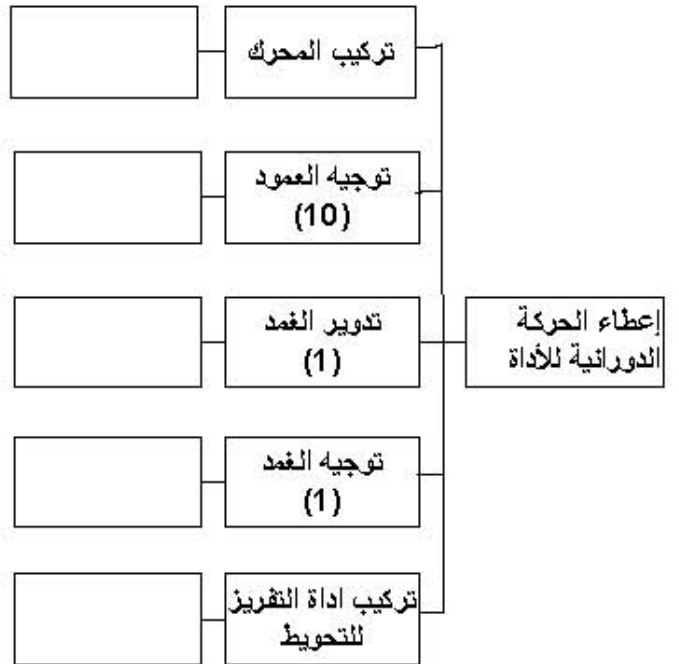 تركيب المحرك
توجيه العمود
(10)
إعطاء الحركة
الدورانية للأداة
تدوير الغمد
(1)
توجيه الغمد
(1)
تركيب اداة التفريز
للتحويط